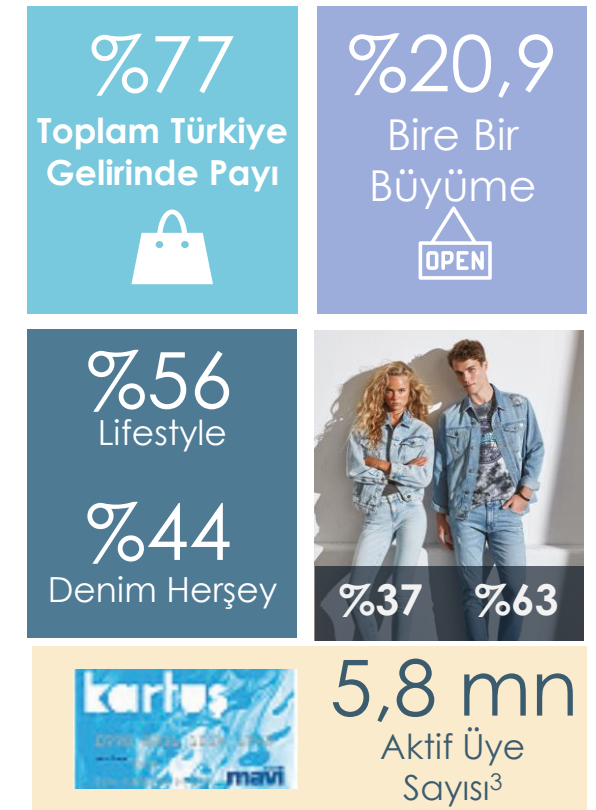 %77
Toplam Türkiye
Gelirinde Payı
%20,9
Bire Bir
Büyüme
OPEN
%56
Lifestyle
%44
Denim Herşey
%37
%63
kartuş
mavi
5,8 mn
Aktif Üye
Sayısı³